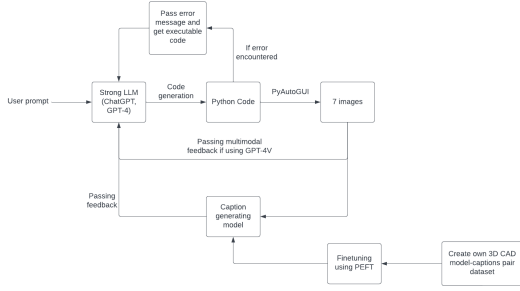 Pass error
message and
get executable
code
If error
encountered
User prompt
Strong LLM
(ChatGPT,
GPT-4)
Code
generation
Python Code
PyAutoGUI
7 images
Passing multimodal
feedback if using GPT-4V
Passing
feedback
Caption
generating
model
Finetuning
using PEFT
Create own 3D CAD
model-captions pair
dataset